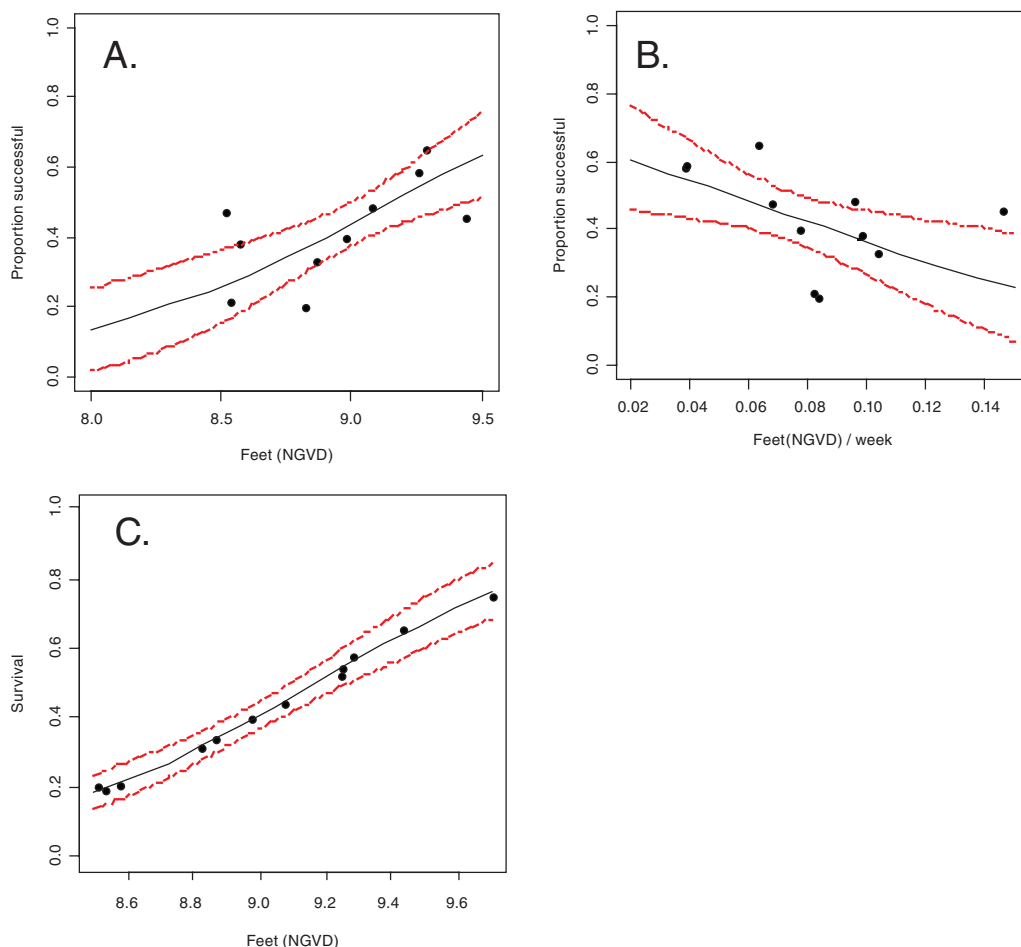 A.
Proportion successful
1.0
0.8
0.6
0.4
0.2
0.0
8.0 8.5 9.0 9.5
Feet (NGVD)
B.
Proportion successful
1.0
0.8
0.6
0.4
0.2
0.0
0.02 0.04 0.06 0.08 0.10 0.12 0.14
Feet(NGVD) / week
C.
Survival
1.0
0.8
0.6
0.4
0.2
0.0
8.6 8.8 9.0 9.2 9.4 9.6
Feet (NGVD)